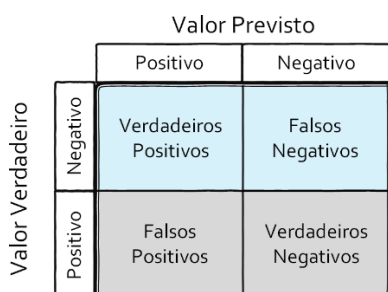 Valor Previsto
Positivo
Negativo
Valor Verdadeiro
Negativo
Verdadeiros
Positivos
Falsos
Negativos
Positivo
Falsos
Positivos
Verdadeiros
Negativos